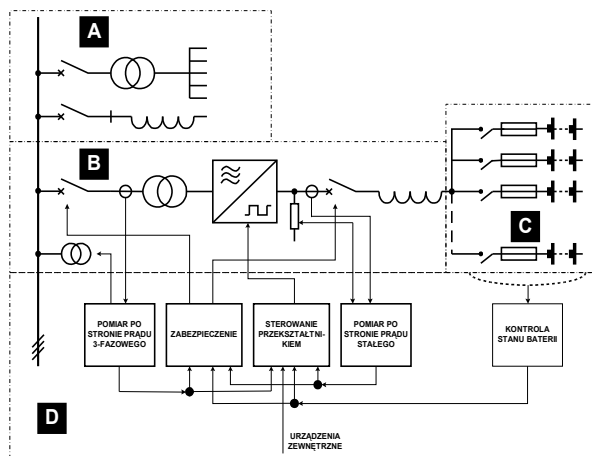 A
B
C
POMIAR PO
STRONIE PRĄDU
3-FAZOWEGO
ZABEZPIECZENIE
STEROWANIE
PRZEKSZTAŁTNI-
KIEM
POMIAR PO
STRONIE PRĄDU
STAŁEGO
KONTROLA
STANU BATERII
D
URZĄDZENIA
ZEWNĘTRZNE